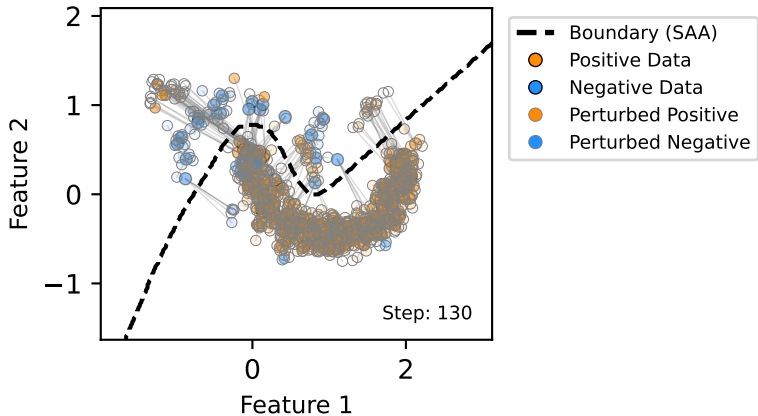 2
1
0
−1
Feature 2
0
2
Feature 1
Step: 130
Boundary (SAA)
Positive Data
Negative Data
Perturbed Positive
Perturbed Negative